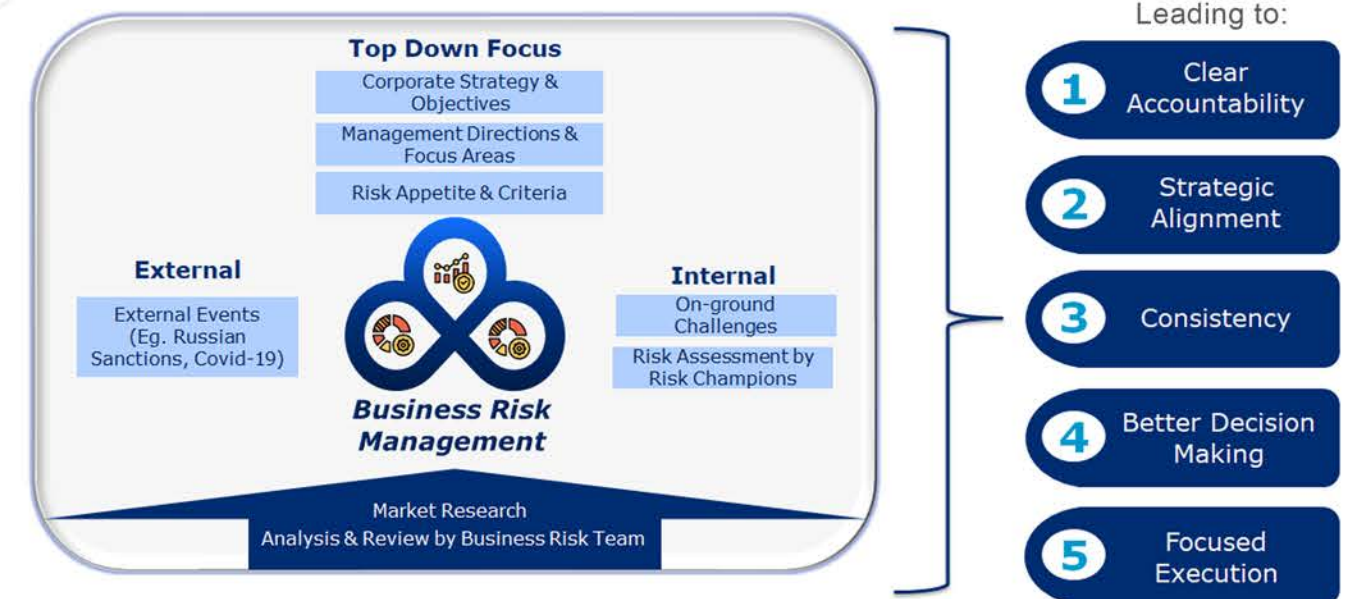 Top Down Focus
Corporate Strategy &
Objectives
Management Directions &
Focus Areas
Risk Appetite & Criteria
External
External Events
(Eg. Russian
Sanctions, Covid-19)
Internal
On-ground
Challenges
Risk Assessment by
Risk Champions
Business Risk
Management
Market Research
Analysis & Review by Business Risk Team
Leading to:
1
Clear
Accountability
2
Strategic
Alignment
3
Consistency
4
Better Decision
Making
5
Focused
Execution